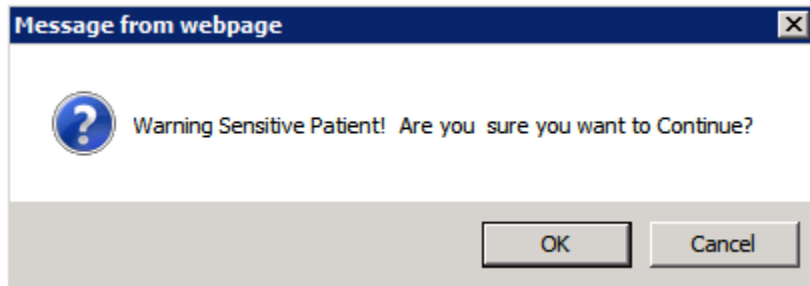 Message from webpage
Warning Sensitive Patient!  Are you  sure you want to Continue?
OK
Cancel